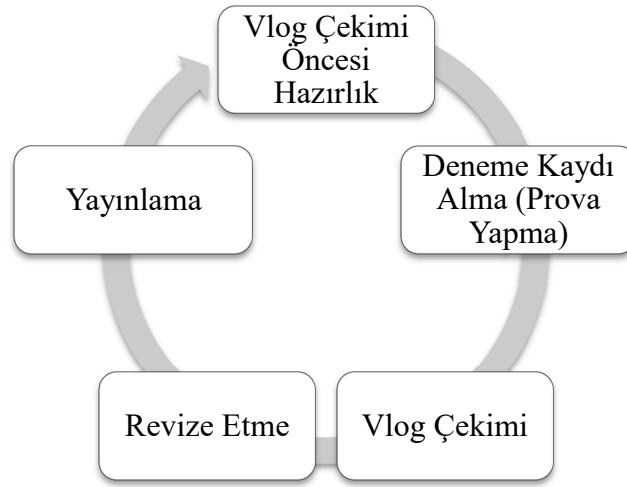 Vlog Çekimi
Öncesi
Hazırlık
Deneme Kaydı
Alma (Prova
Yapma)
Vlog Çekimi
Revize Etme
Yayınlama